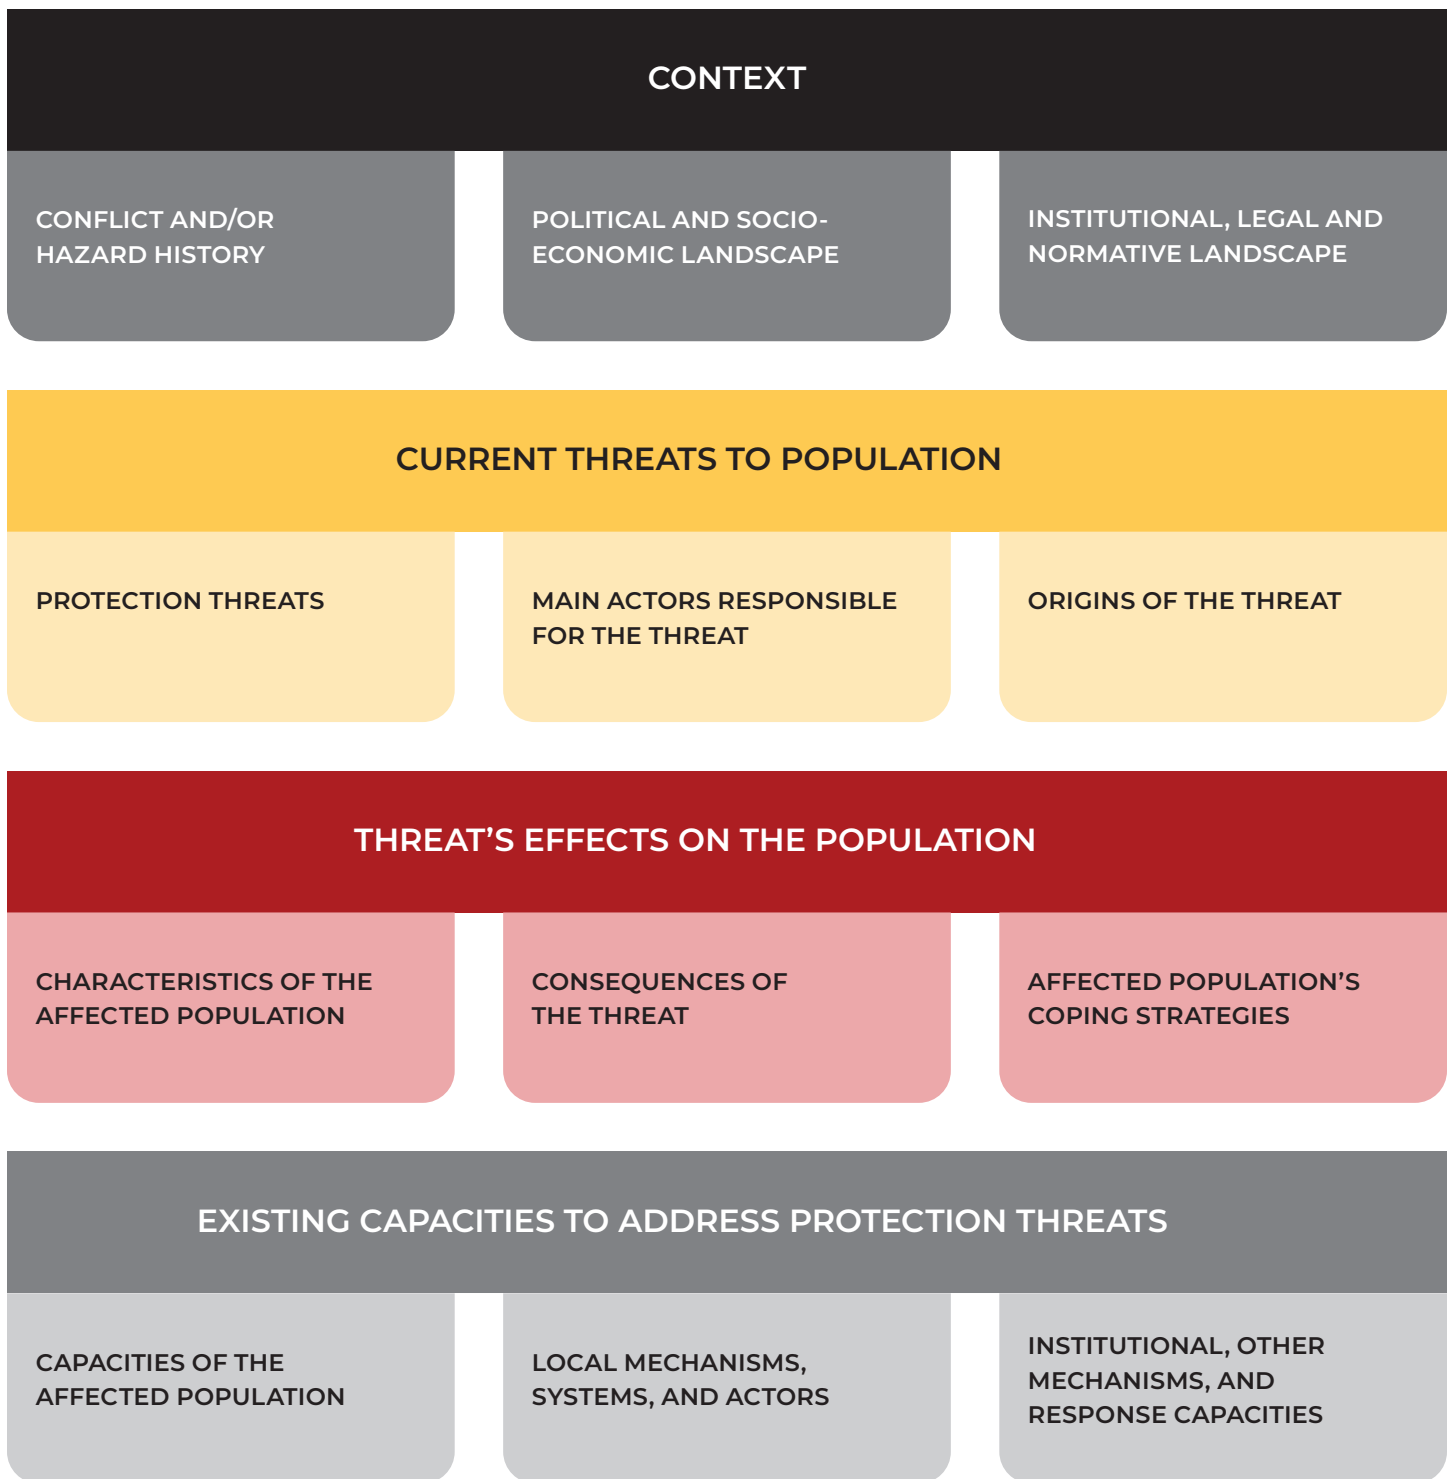 CONTEXT
CONFLICT AND/OR
HAZARD HISTORY
POLITICAL AND SOCIO-
ECONOMIC LANDSCAPE
INSTITUTIONAL, LEGAL AND
NORMATIVE LANDSCAPE
CURRENT THREATS TO POPULATION
PROTECTION THREATS
MAIN ACTORS RESPONSIBLE
FOR THE THREAT
ORIGINS OF THE THREAT
THREAT’S EFFECTS ON THE POPULATION
CHARACTERISTICS OF THE
AFFECTED POPULATION
CONSEQUENCES OF
THE THREAT
AFFECTED POPULATION’S
COPING STRATEGIES
EXISTING CAPACITIES TO ADDRESS PROTECTION THREATS
CAPACITIES OF THE
AFFECTED POPULATION
LOCAL MECHANISMS,
SYSTEMS, AND ACTORS
INSTITUTIONAL, OTHER
MECHANISMS, AND
RESPONSE CAPACITIES